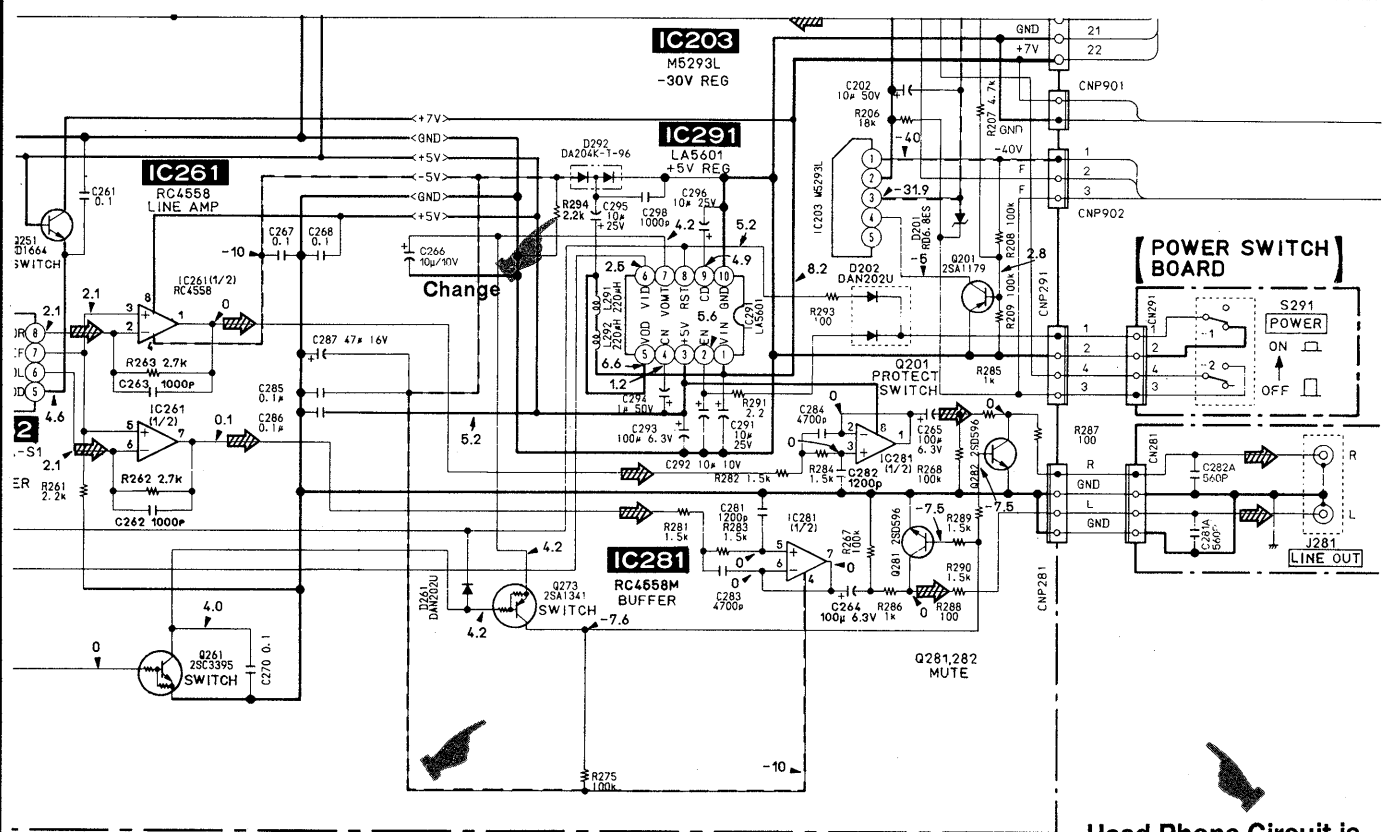 IC203
M5293L
-30V REG
GND
+7V
21
22
CNP901
GND
-40V
F
F
1
2
3
CNP902
C202
10µ 50V
R206
18k
R207 4.7k
-40
IC203 M5293L
1
2
3
4
5
-31.9
D201
RD6.8ES
-6
Q201
2SA1179
2.8
R208 100k
R209 100k
<+7V>
<GND>
<+5V>
<-5V>
<GND>
<+5V>
IC291
LA5601
+5V REG
D292
DA204K-T-96
R294
2.2k
C295
10µ
25V
C298
1000p
C296
10µ 25V
4.2
5.2
4.9
2.5
C266
10µ/10V
Change
IC261
RC4558
LINE AMP
C261
0.1
SWITCH
-10
C267
0.1
C268
0.1
IC261(1/2)
RC4558
2.1
2.1
8
3
2
1
4
0
R263 2.7k
C263 1000p
IC261
(1/2)
5
6
7
0.1
R262 2.7k
C262 1000p
8
7
6
5
4.6
2
-S1
2.1
R261
2.2k
C287 47µ 16V
C285
0.1µ
C286
0.1µ
5.2
L291
220µH
L292
220µH
6 7 8 9 10
VID VOMT RST CD GND
VOD CN +5V EN VIN
5 4 3 2 1
IC291
LA5601
5.6
6.6
1.2
C294
1µ 50V
C293
100µ 6.3V
C292 10µ 10V
R291
2.2
C291
10µ
25V
8.2
D202
DAN202U
R293
100
Q201
PROTECT
SWITCH
R285
1k
CNP291
1
2
4
3
CN291
1
2
4
3
POWER SWITCH
BOARD
S291
POWER
-1
-2
ON
OFF
C284
4700p
0
2
3
8
1
IC281
(1/2)
R282 1.5k
R284
1.5k
C282
1200p
C265
100µ
6.3V
R268
100k
0
Q282 2SD596
R287
100
R
GND
L
GND
CN281
C282A
560P
C281A
560P
R
L
J281
LINE OUT
CNP281
C281
1200p
R281
1.5k
R283
1.5k
IC281
(1/2)
5
6
7
4
0
0
0
C283
4700p
R267
100k
Q281 2SD596
-7.5
-7.5
R289
1.5k
R290
1.5k
C264
100µ 6.3V
R286
1k
R288
100
0
IC281
RC4558M
BUFFER
Q281,282
MUTE
D261
DAN202U
4.2
4.2
Q273
2SA1341
SWITCH
-7.6
4.0
0
Q261
2SC3395
SWITCH
C270 0.1
R275
100k
-10
Head Phone Circuit is